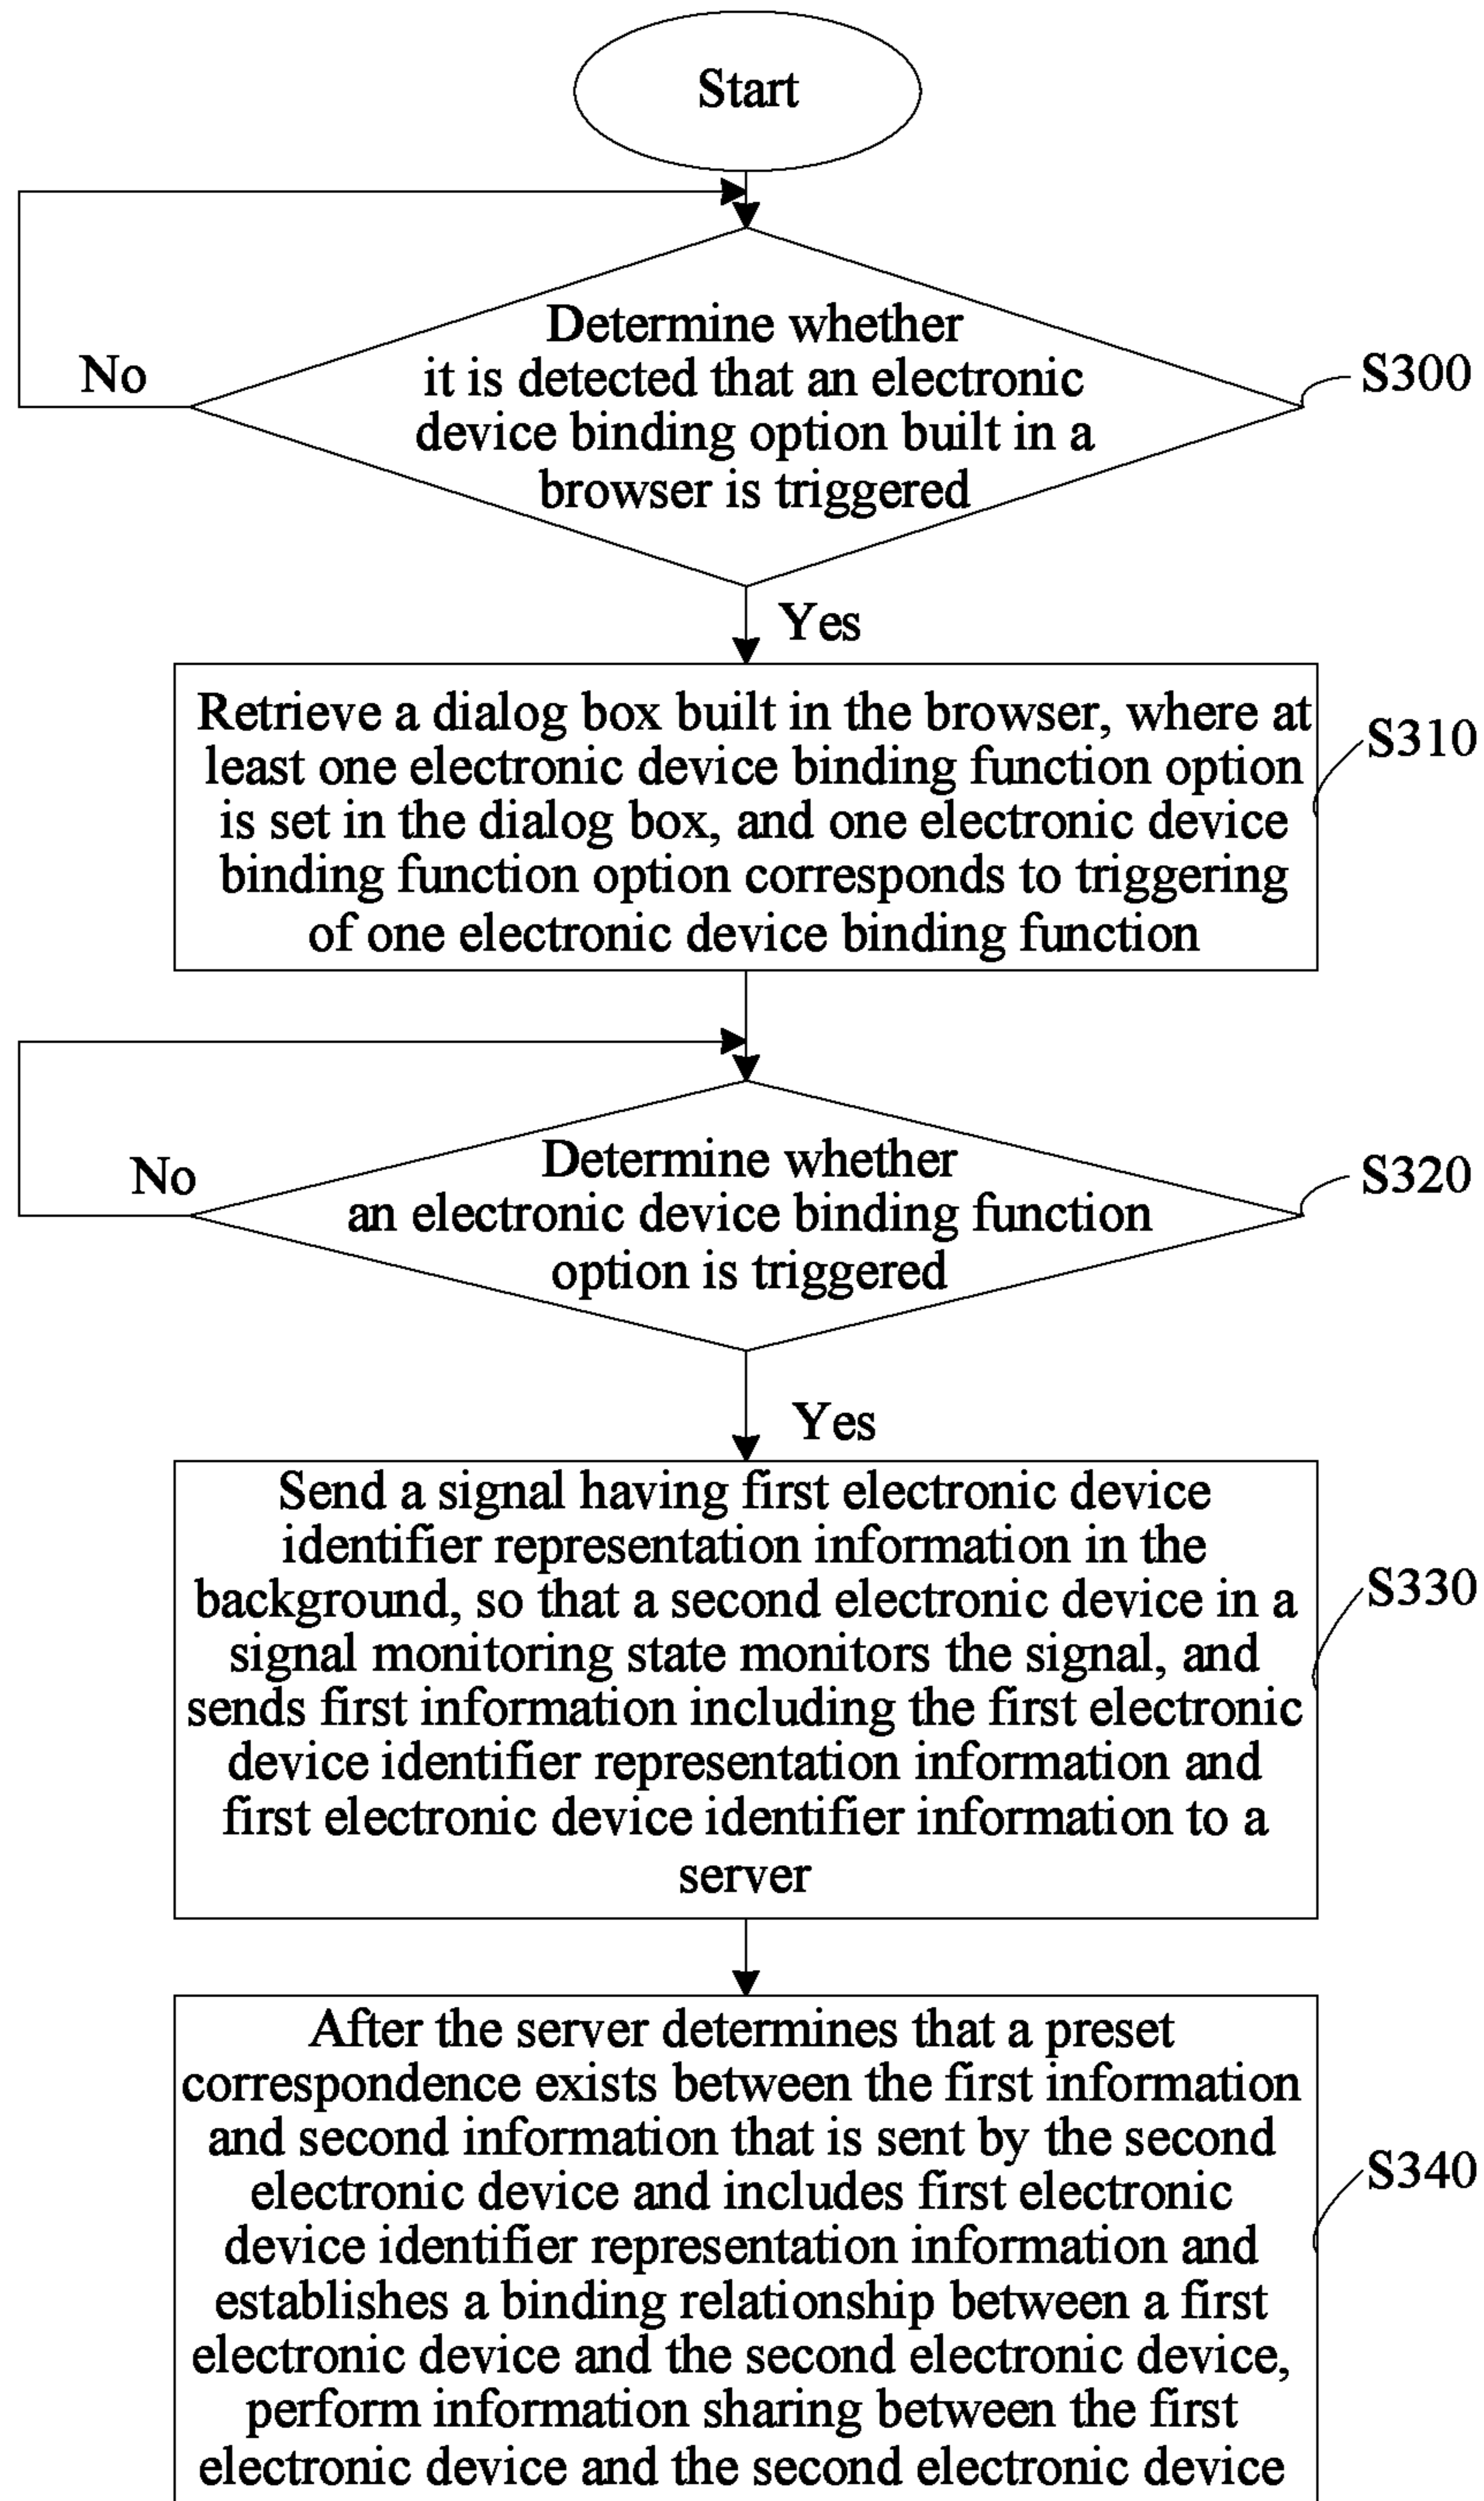 Start
Determine whether
it is detected that an electronic
device binding option built in a
browser is triggered
No
S300
Yes
Retrieve a dialog box built in the browser, where at
least one electronic device binding function option
is set in the dialog box, and one electronic device
binding function option corresponds to triggering
of one electronic device binding function
S310
Determine whether
an electronic device binding function
option is triggered
No
S320
Yes
Send a signal having first electronic device
identifier representation information in the
background, so that a second electronic device in a
signal monitoring state monitors the signal, and
sends first information including the first electronic
device identifier representation information and
first electronic device identifier information to a
server
S330
After the server determines that a preset
correspondence exists between the first information
and second information that is sent by the second
electronic device and includes first electronic
device identifier representation information and
establishes a binding relationship between a first
electronic device and the second electronic device,
perform information sharing between the first
electronic device and the second electronic device
S340